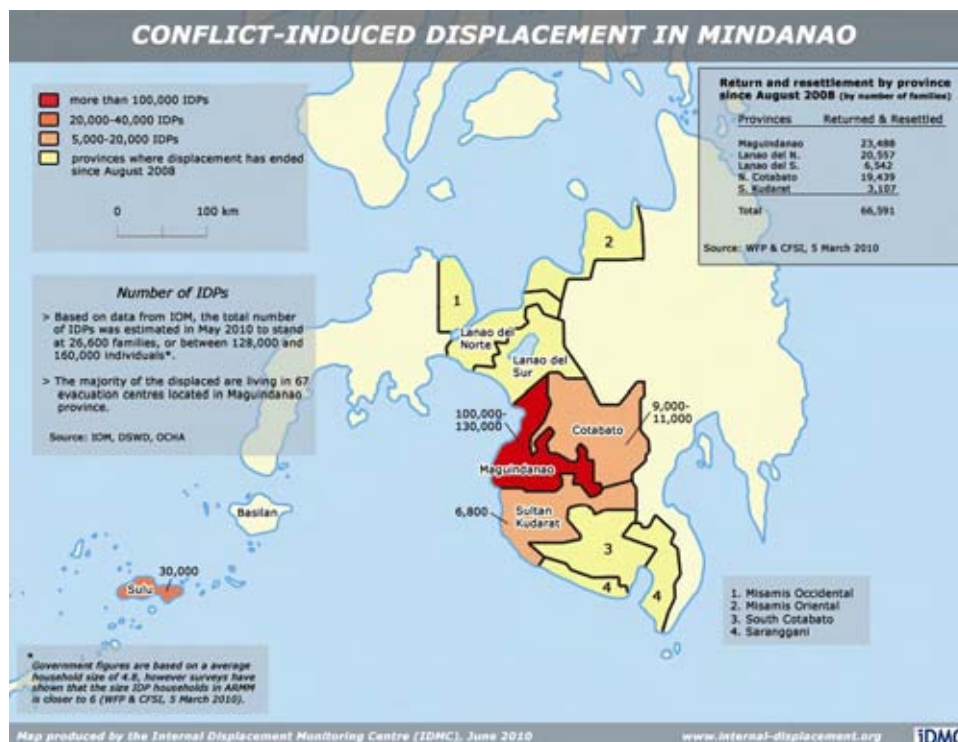 CONFLICT-INDUCED DISPLACEMENT IN MINDANAO
more than 100,000 IDPs
20,000-40,000 IDPs
5,000-20,000 IDPs
provinces where displacement has ended
since August 2008
0 100 km
Return and resettlement by province
since August 2008 (by number of families)
Provinces Returned & Resettled
Maguindanao 23,488
Lanao del N. 20,557
Lanao del S. 6,542
N. Cotabato 19,439
S. Kudarat 3,107
Total 66,591
Source: WFP & CFSI, 5 March 2010
Number of IDPs
> Based on data from IOM, the total number
of IDPs was estimated in May 2010 to stand
at 26,600 families, or between 128,000 and
160,000 individuals*.
> The majority of the displaced are living in 67
evacuation centres located in Maguindanao
province.
Source: IOM, DSWD, OCHA
2
1
Lanao del
Norte
Lanao del
Sur
100,000-
130,000
9,000-
11,000
Cotabato
Maguindanao
6,800
Sultan
Kudarat
Basilan
3
30,000
Sulu
4
4
1. Misamis Occidental
2. Misamis Oriental
3. South Cotabato
4. Saranggani
*
Government figures are based on a average
household size of 4.8, however surveys have
shown that the size IDP households in ARMM
is closer to 6 (WFP & CFSI, 5 March 2010).
Map produced by the Internal Displacement Monitoring Centre (IDMC), June 2010
www.internal-displacement.org
iDMC